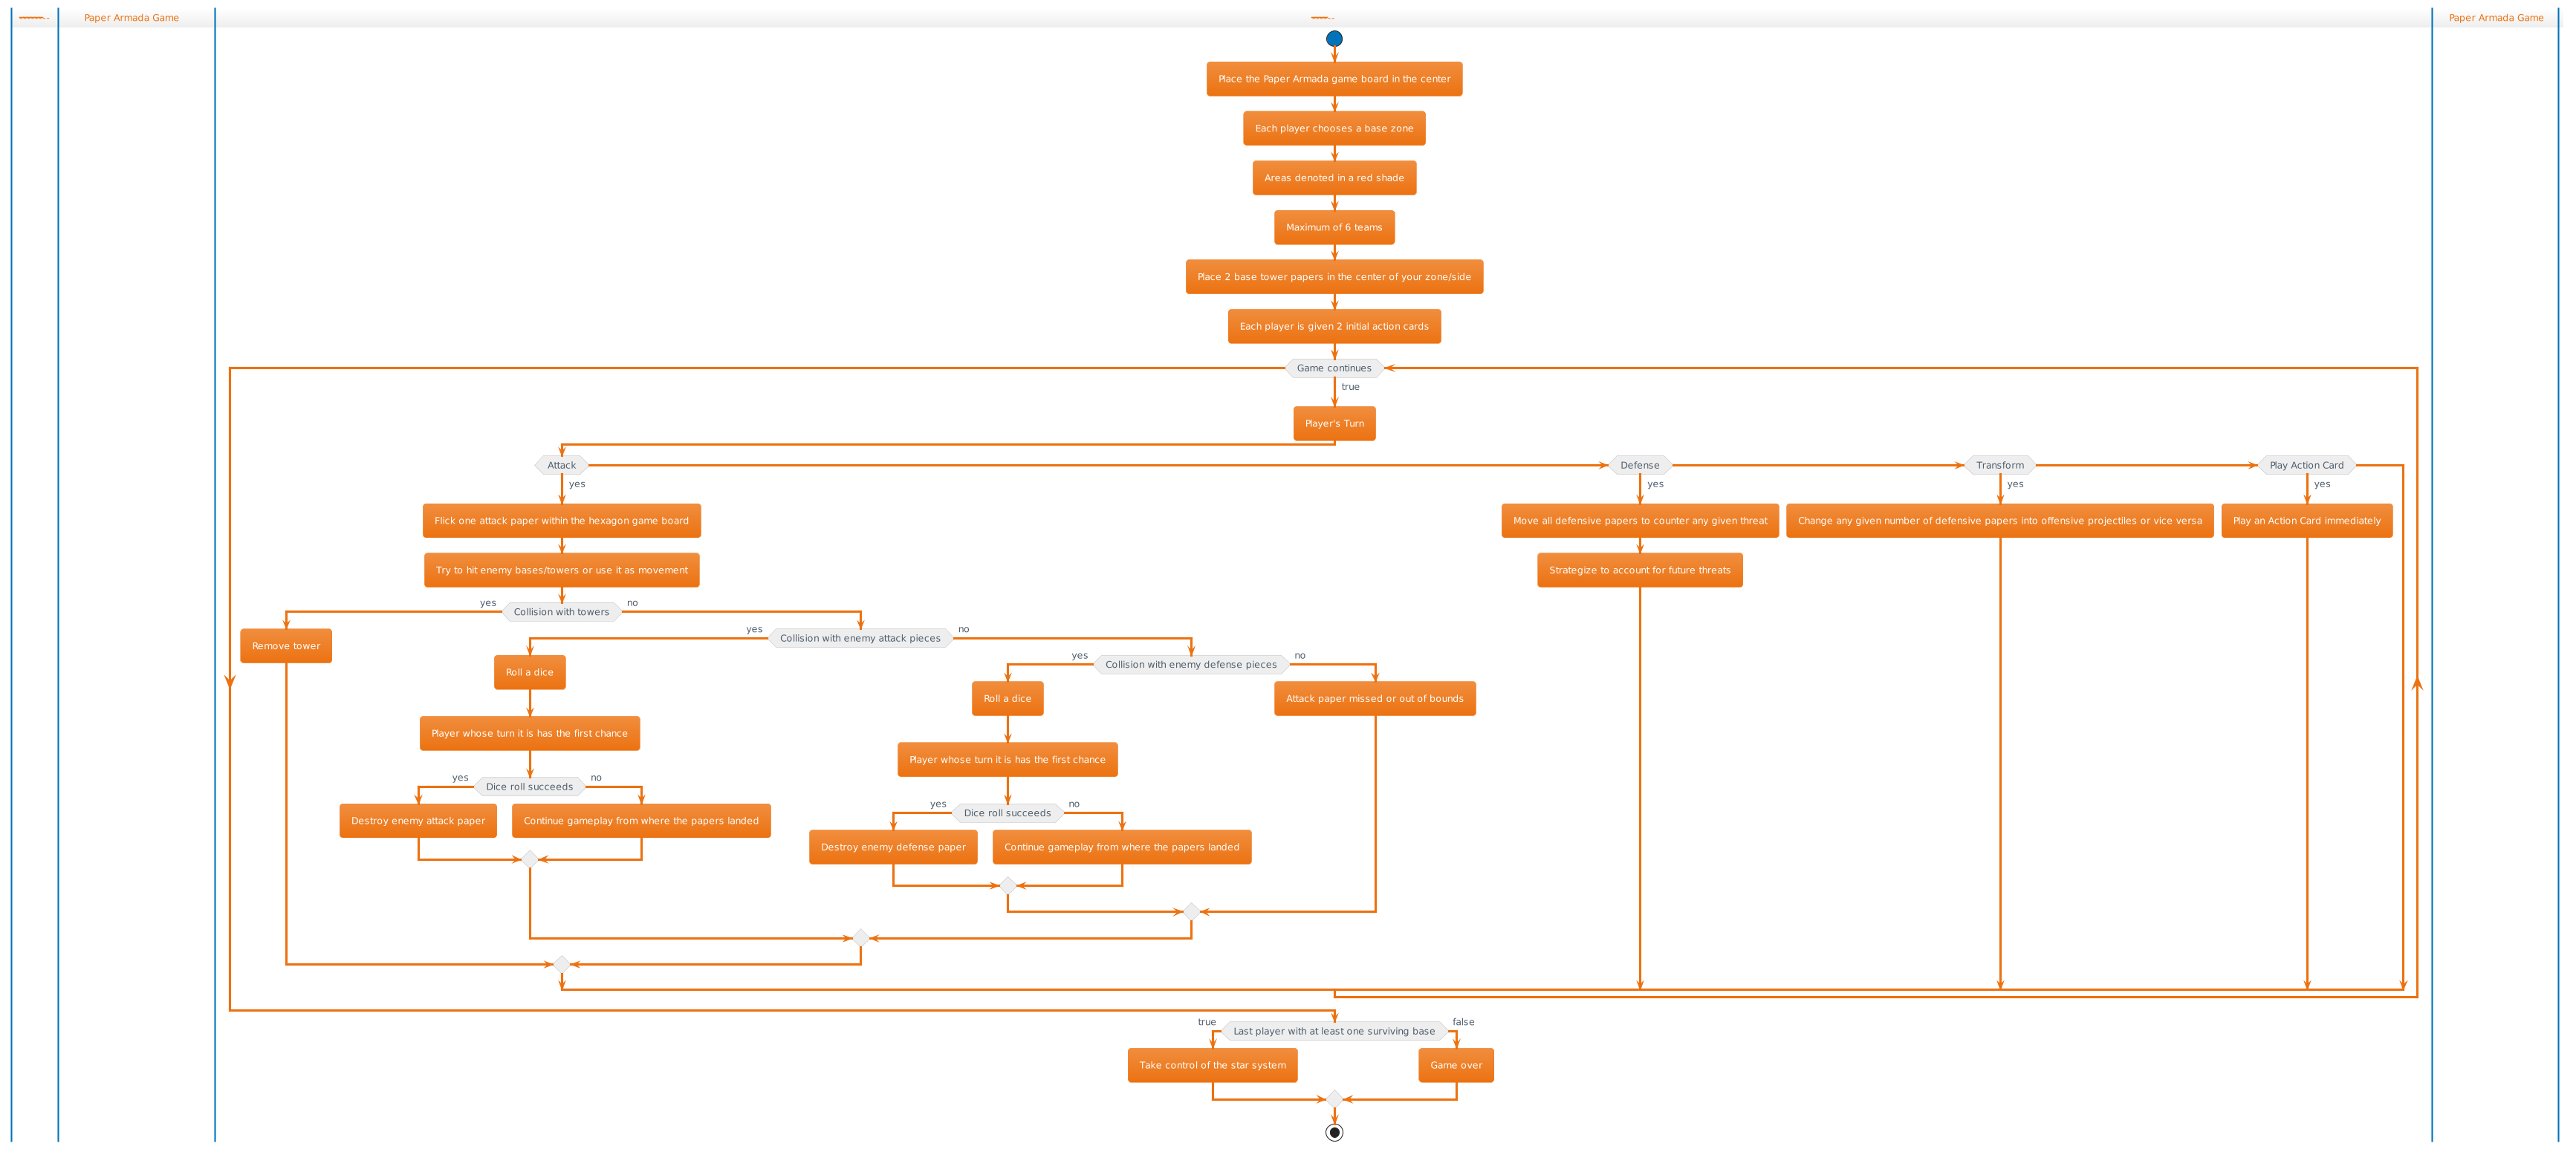 Paper Armada Game
Paper Armada Game
Place the Paper Armada game board in the center
Each player chooses a base zone
Areas denoted in a red shade
Maximum of 6 teams
Place 2 base tower papers in the center of your zone/side
Each player is given 2 initial action cards
Game continues
true
Player's Turn
Attack
Defense
Transform
Play Action Card
yes
yes
yes
yes
Flick one attack paper within the hexagon game board
Move all defensive papers to counter any given threat
Change any given number of defensive papers into offensive projectiles or vice versa
Play an Action Card immediately
Try to hit enemy bases/towers or use it as movement
Strategize to account for future threats
yes
Collision with towers
no
Remove tower
yes
Collision with enemy attack pieces
no
Roll a dice
yes
Collision with enemy defense pieces
no
Roll a dice
Attack paper missed or out of bounds
Player whose turn it is has the first chance
Player whose turn it is has the first chance
yes
Dice roll succeeds
no
yes
Dice roll succeeds
no
Destroy enemy attack paper
Continue gameplay from where the papers landed
Destroy enemy defense paper
Continue gameplay from where the papers landed
true
Last player with at least one surviving base
false
Take control of the star system
Game over